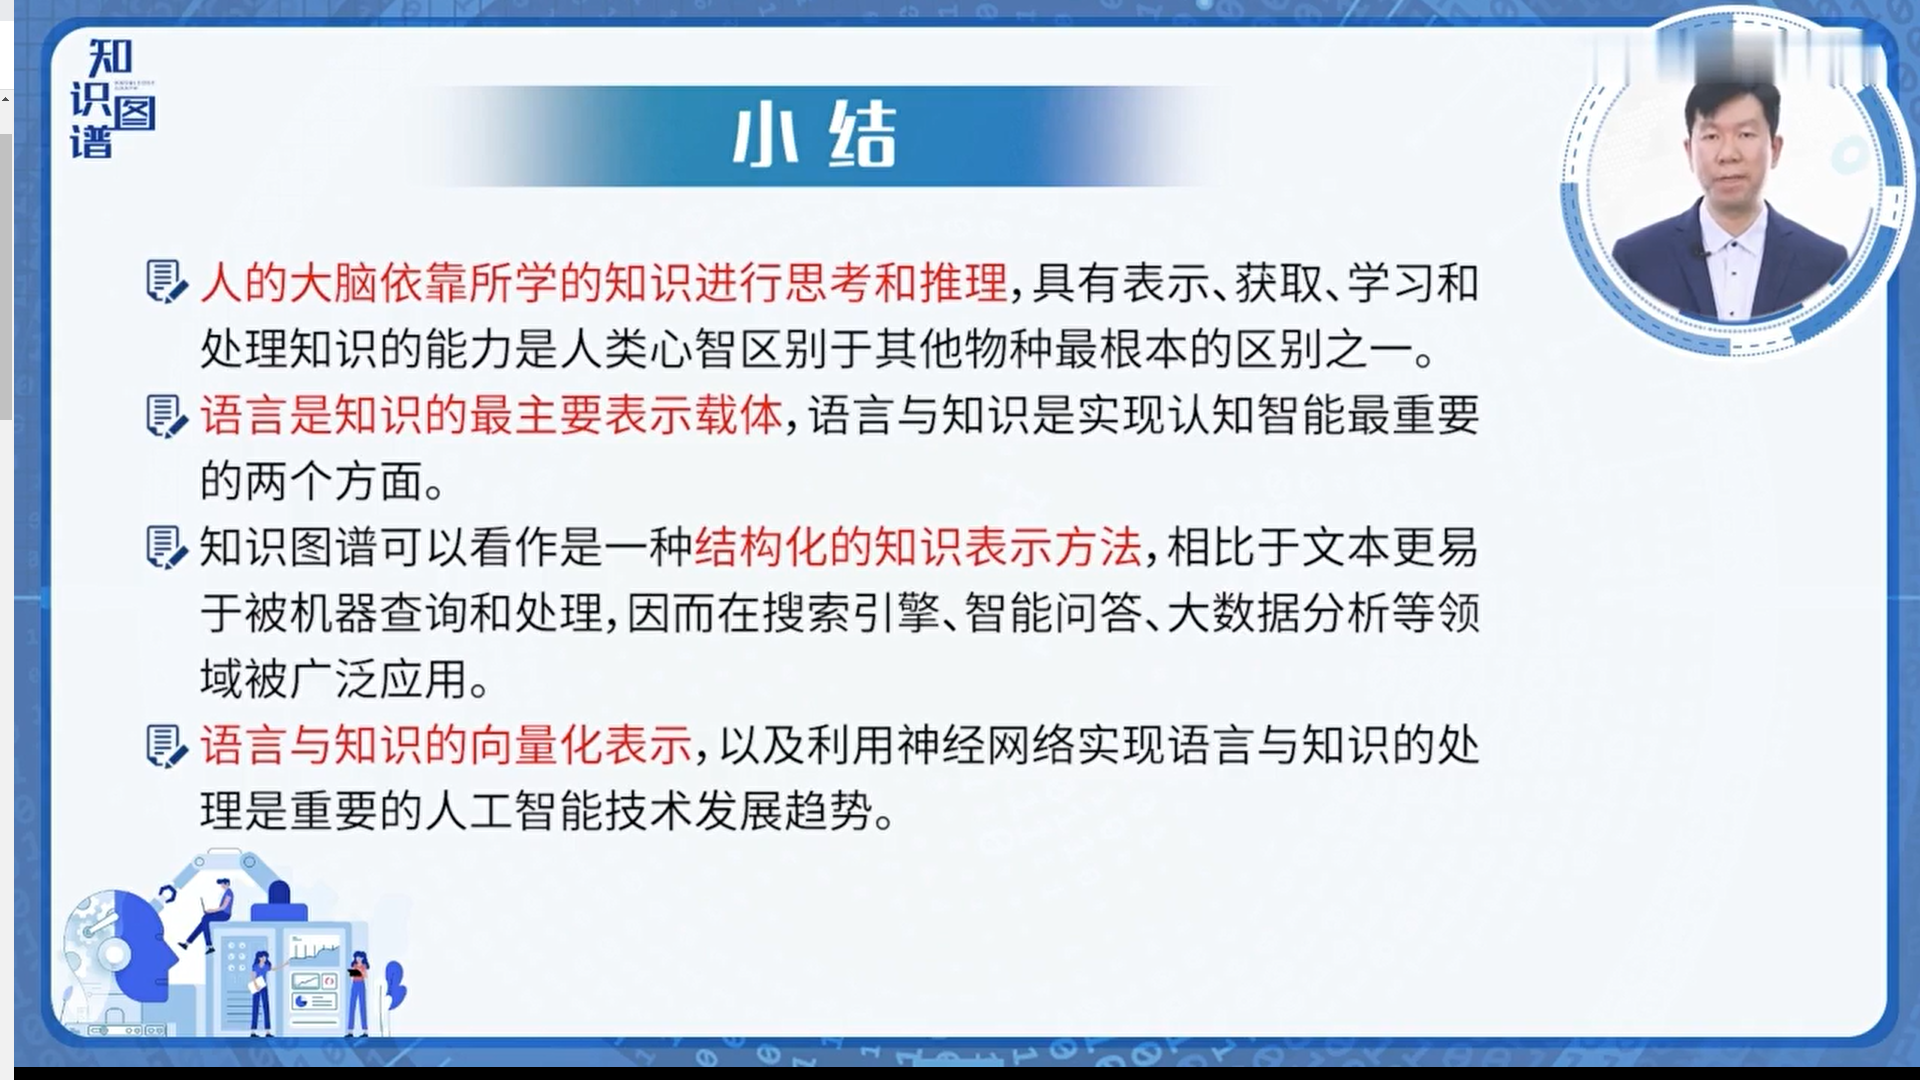 知
识图
谱
小结
人的大脑依靠所学的知识进行思考和推理，具有表示、获取、学习和
处理知识的能力是人类心智区别于其他物种最根本的区别之一。
语言是知识的最主要表示载体，语言与知识是实现认知智能最重要
的两个方面。
知识图谱可以看作是一种结构化的知识表示方法，相比于文本更易
于被机器查询和处理，因而在搜索引擎、智能问答、大数据分析等领
域被广泛应用。
语言与知识的向量化表示，以及利用神经网络实现语言与知识的处
理是重要的人工智能技术发展趋势。